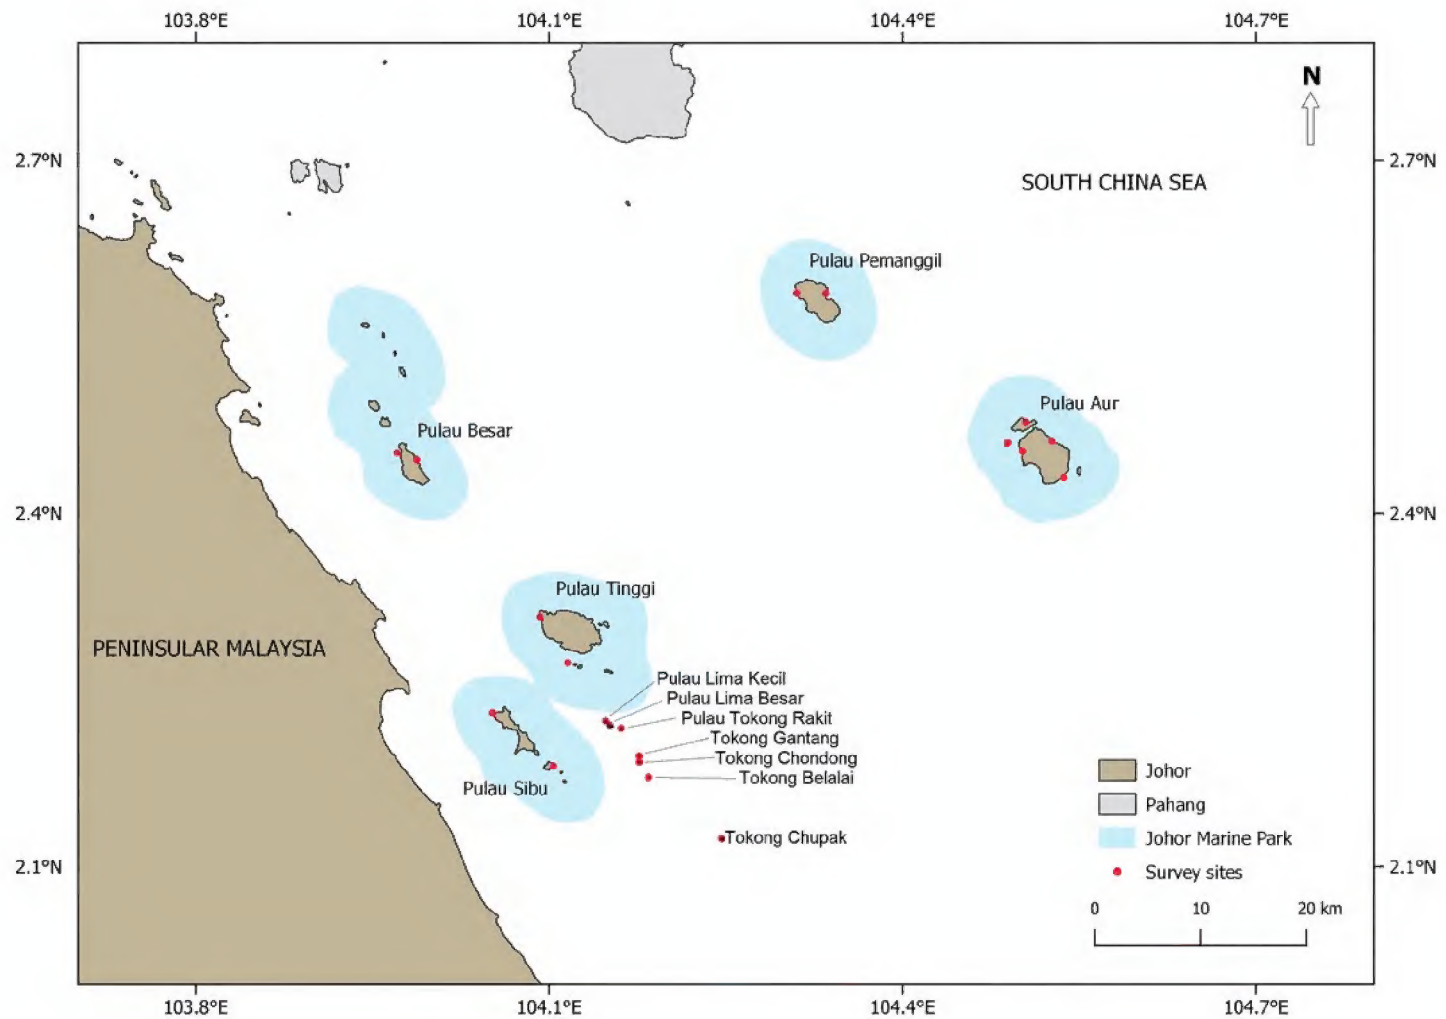 103.8°E 104.1°E 104.4°E 104.7°E
N
2.7°N 2.7°N
SOUTH CHINA SEA
Pulau Pemanggil
Pulau Aur
Pulau Besar
2.4°N 2.4°N
Pulau Tinggi
PENINSULAR MALAYSIA
Pulau Lima Kecil
Pulau Lima Besar
Pulau Tokong Rakit
Tokong Gantang
Tokong Chondong
Tokong Belalai
Pulau Sibu
Tokong Chupak
Johor
Pahang
Johor Marine Park
Survey sites
2.1°N 2.1°N
0 10 20 km
103.8°E 104.1°E 104.4°E 104.7°E